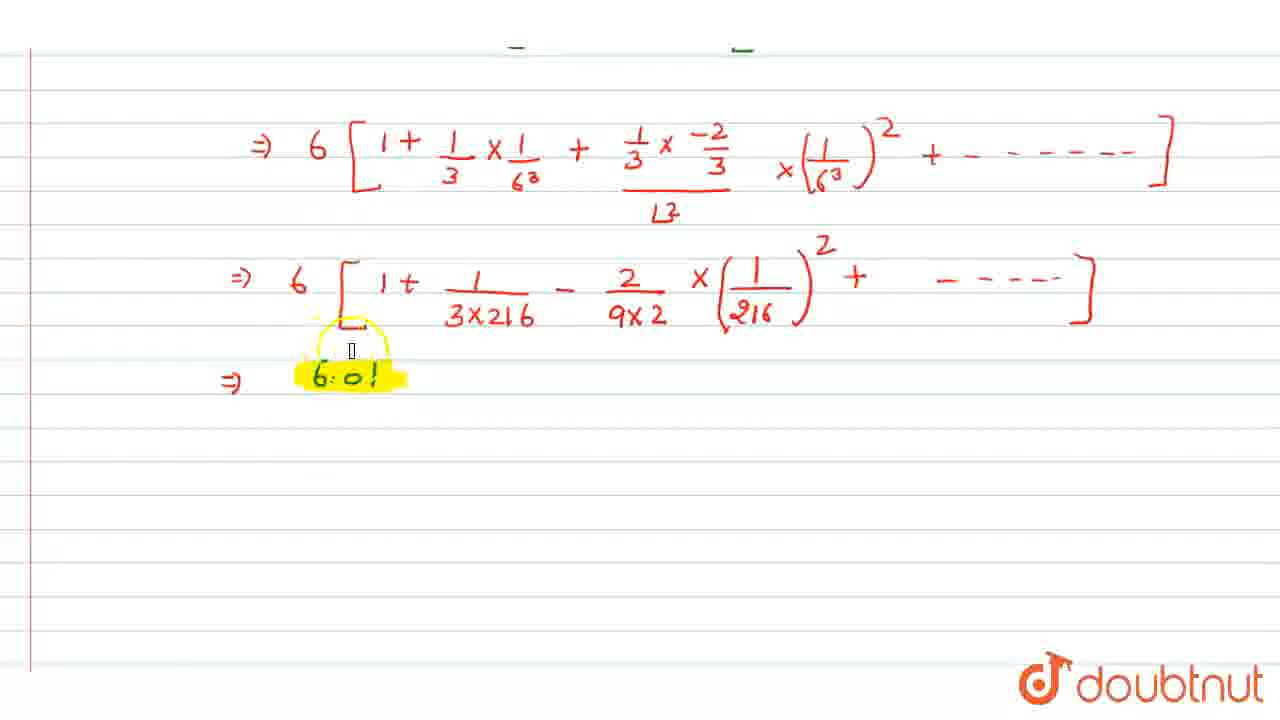 ⇒ 6 [ 1 + 1/3 × 1/6³ + (1/3 × -2/3)/⌊2 × (1/6³)² + - - - - - - ]
⇒ 6 [ 1 + 1/(3×216) - 2/(9×2) × (1/216)² + - - - - - ]
⇒ 6.01
doubtnut